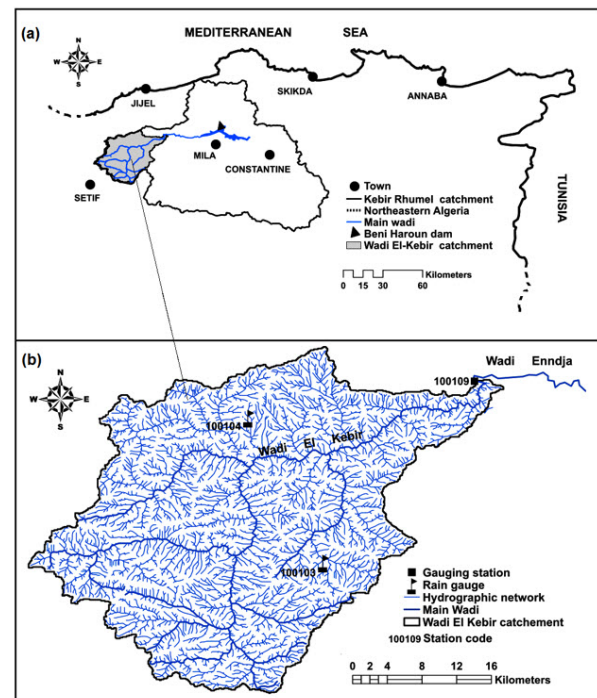 (a)
MEDITERRANEAN SEA
N
W E
S
JIJEL
SKIKDA
ANNABA
MILA
CONSTANTINE
SETIF
TUNISIA
Town
Kebir Rhumel catchment
Northeastern Algeria
Main wadi
Beni Haroun dam
Wadi El-Kebir catchment
Kilometers
0 15 30 60
(b)
N
W E
S
Wadi Enndja
100109
100104
Wadi El Kebir
100103
Gauging station
Rain gauge
Hydrographic network
Main Wadi
Wadi El Kebir catchement
100109 Station code
0 2 4 8 12 16
Kilometers